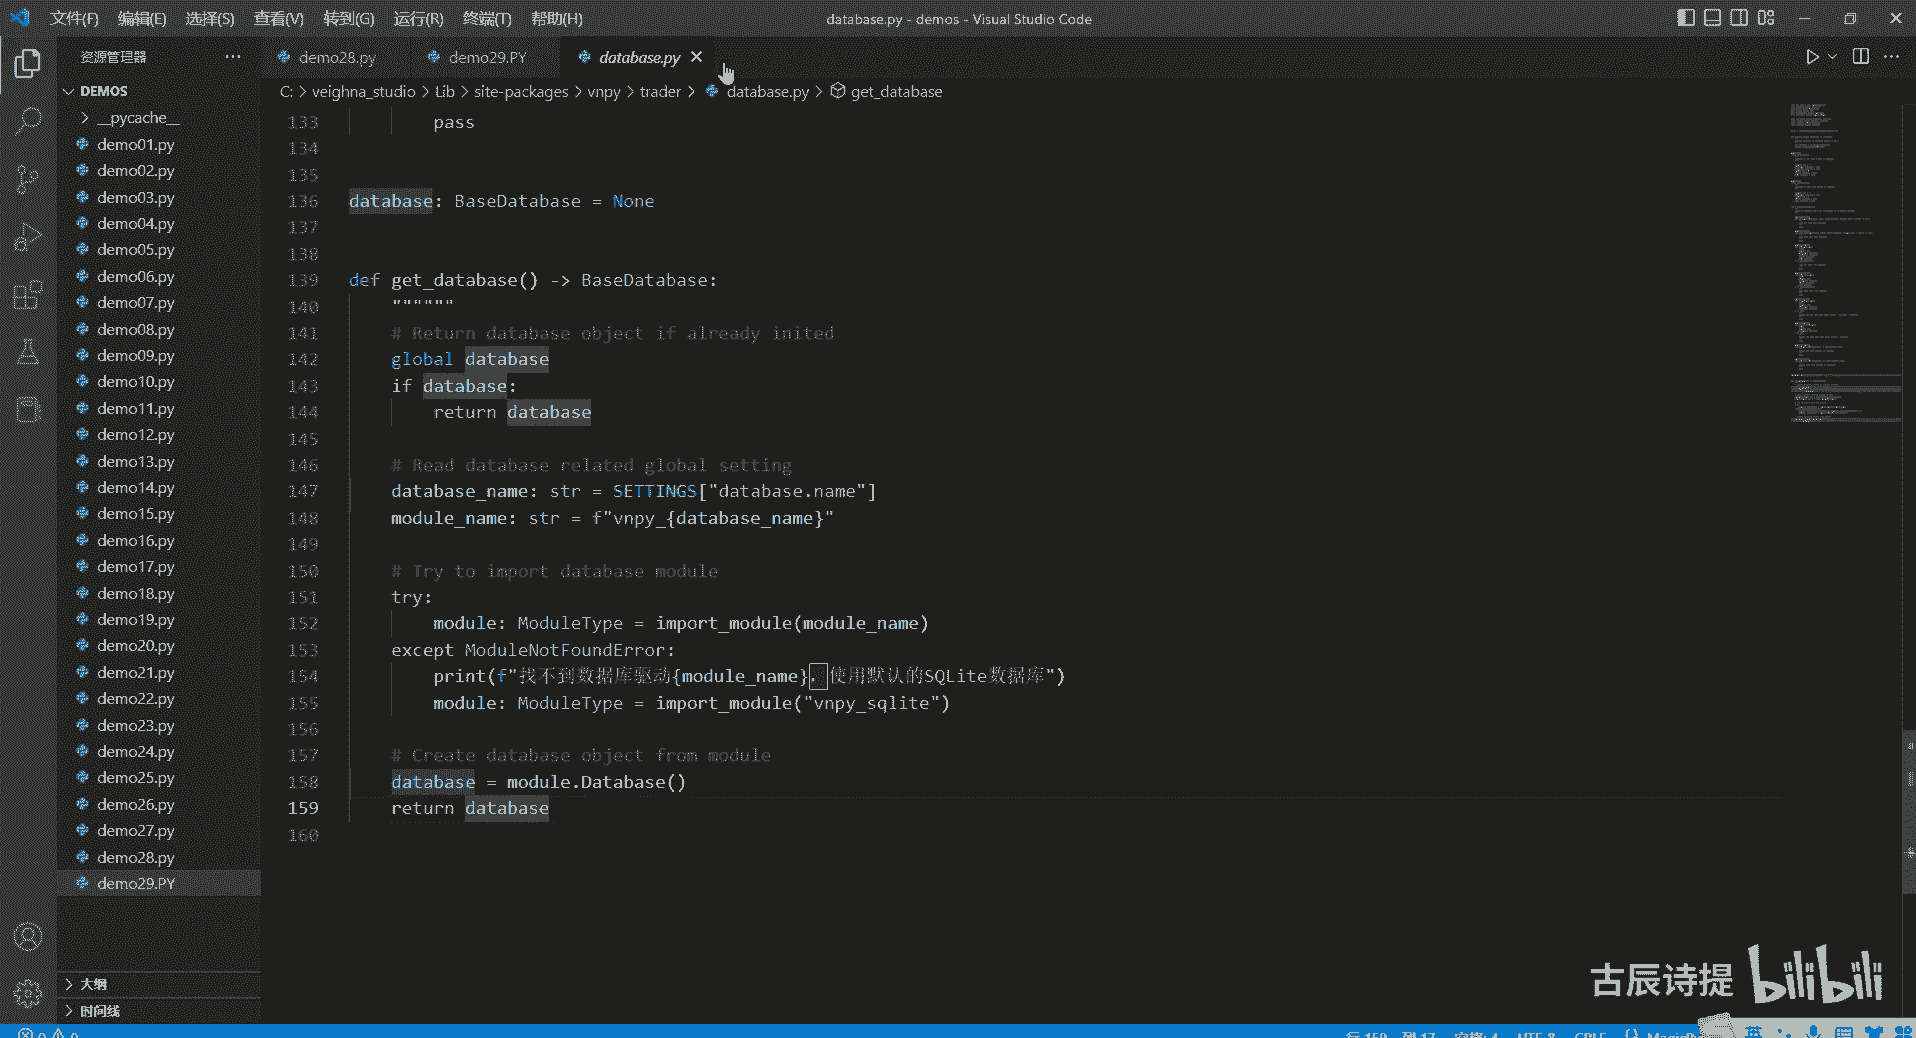 文件(F) 编辑(E) 选择(S) 查看(V) 转到(G) 运行(R) 终端(T) 帮助(H)
database.py - demos - Visual Studio Code
资源管理器
demo28.py
demo29.PY
database.py
DEMOS
C: > veighna_studio > Lib > site-packages > vnpy > trader > database.py > get_database
__pycache__
demo01.py
demo02.py
demo03.py
demo04.py
demo05.py
demo06.py
demo07.py
demo08.py
demo09.py
demo10.py
demo11.py
demo12.py
demo13.py
demo14.py
demo15.py
demo16.py
demo17.py
demo18.py
demo19.py
demo20.py
demo21.py
demo22.py
demo23.py
demo24.py
demo25.py
demo26.py
demo27.py
demo28.py
demo29.PY
大纲
时间线
133 pass
134
135
136 database: BaseDatabase = None
137
138
139 def get_database() -> BaseDatabase:
140 """"""
141 # Return database object if already inited
142 global database
143 if database:
144 return database
145
146 # Read database related global setting
147 database_name: str = SETTINGS["database.name"]
148 module_name: str = f"vnpy_{database_name}"
149
150 # Try to import database module
151 try:
152 module: ModuleType = import_module(module_name)
153 except ModuleNotFoundError:
154 print(f"找不到数据库驱动{module_name}，使用默认的SQLite数据库")
155 module: ModuleType = import_module("vnpy_sqlite")
156
157 # Create database object from module
158 database = module.Database()
159 return database
160
古辰诗提 bilibili
行 159 列 17 空格: 4 UTF-8 CRLF
英